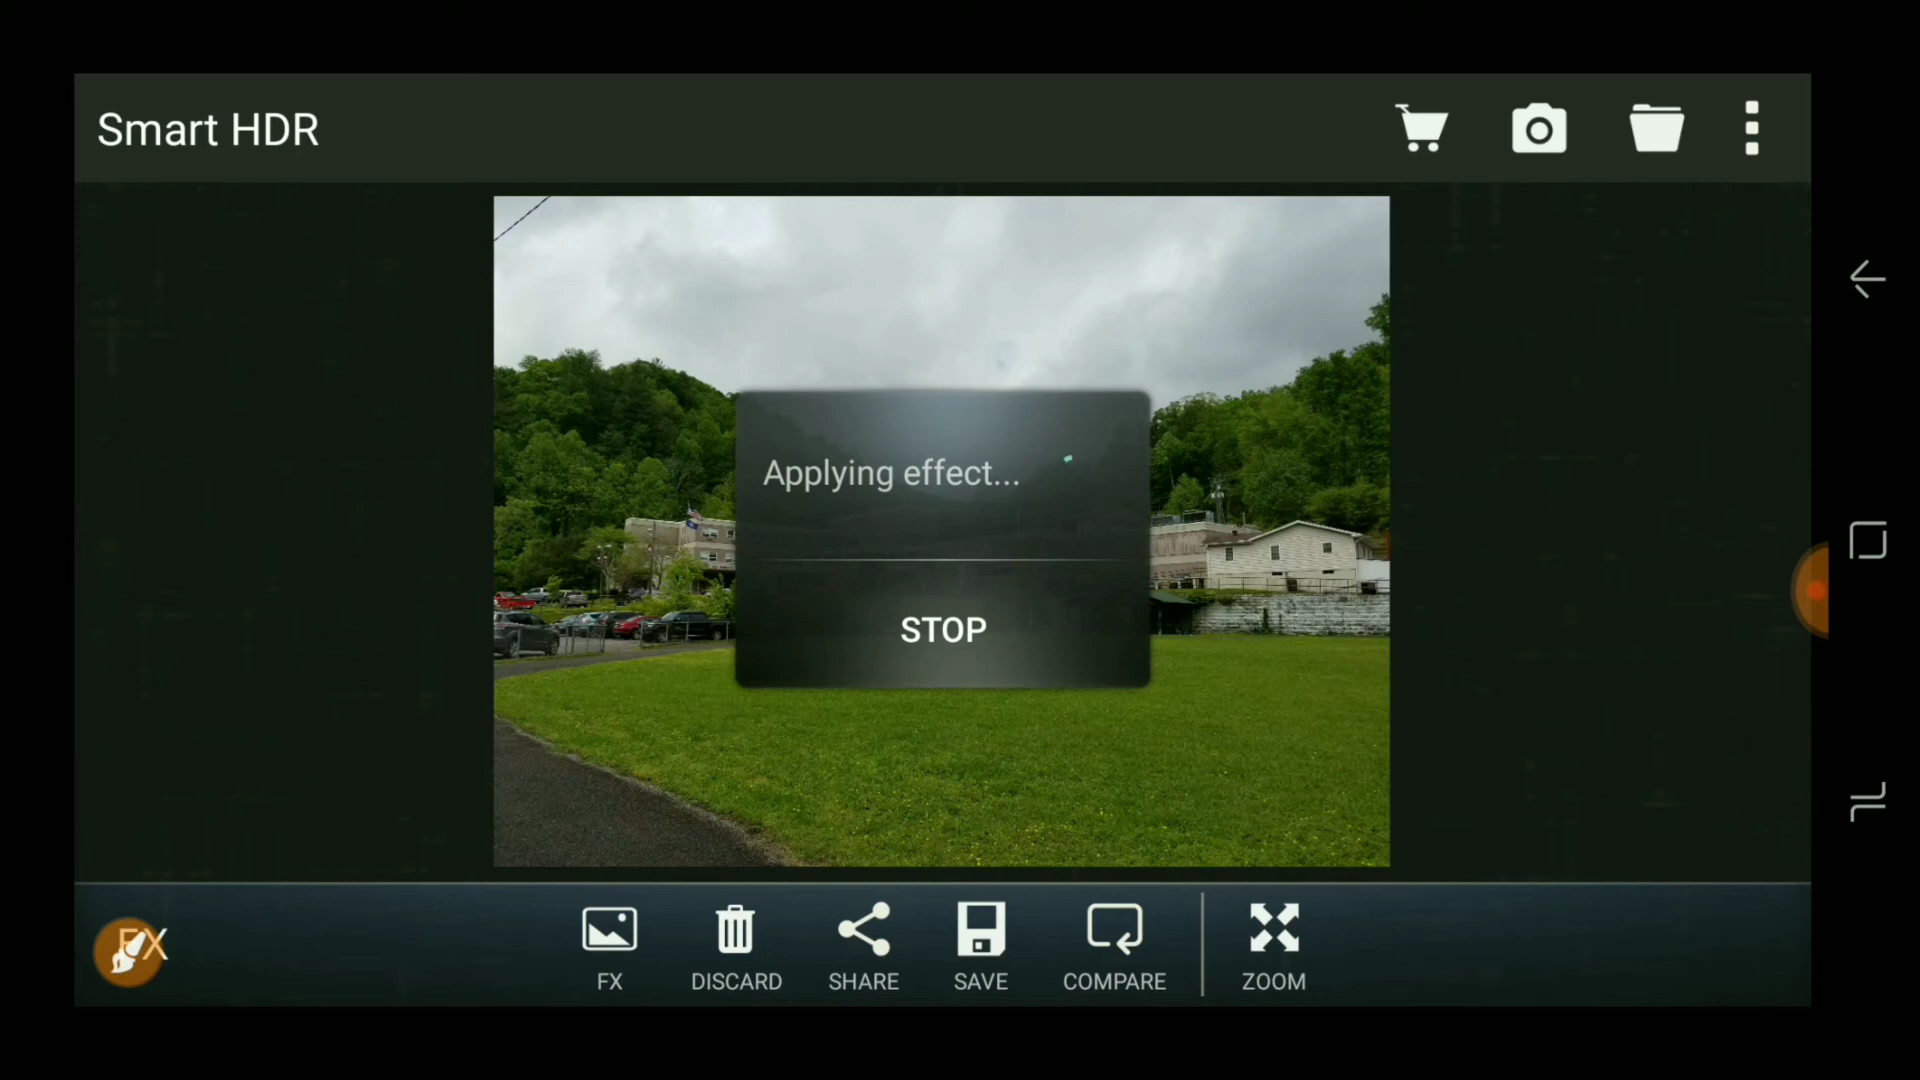 Smart HDR
Applying effect...
STOP
FX
FX
DISCARD
SHARE
SAVE
COMPARE
ZOOM